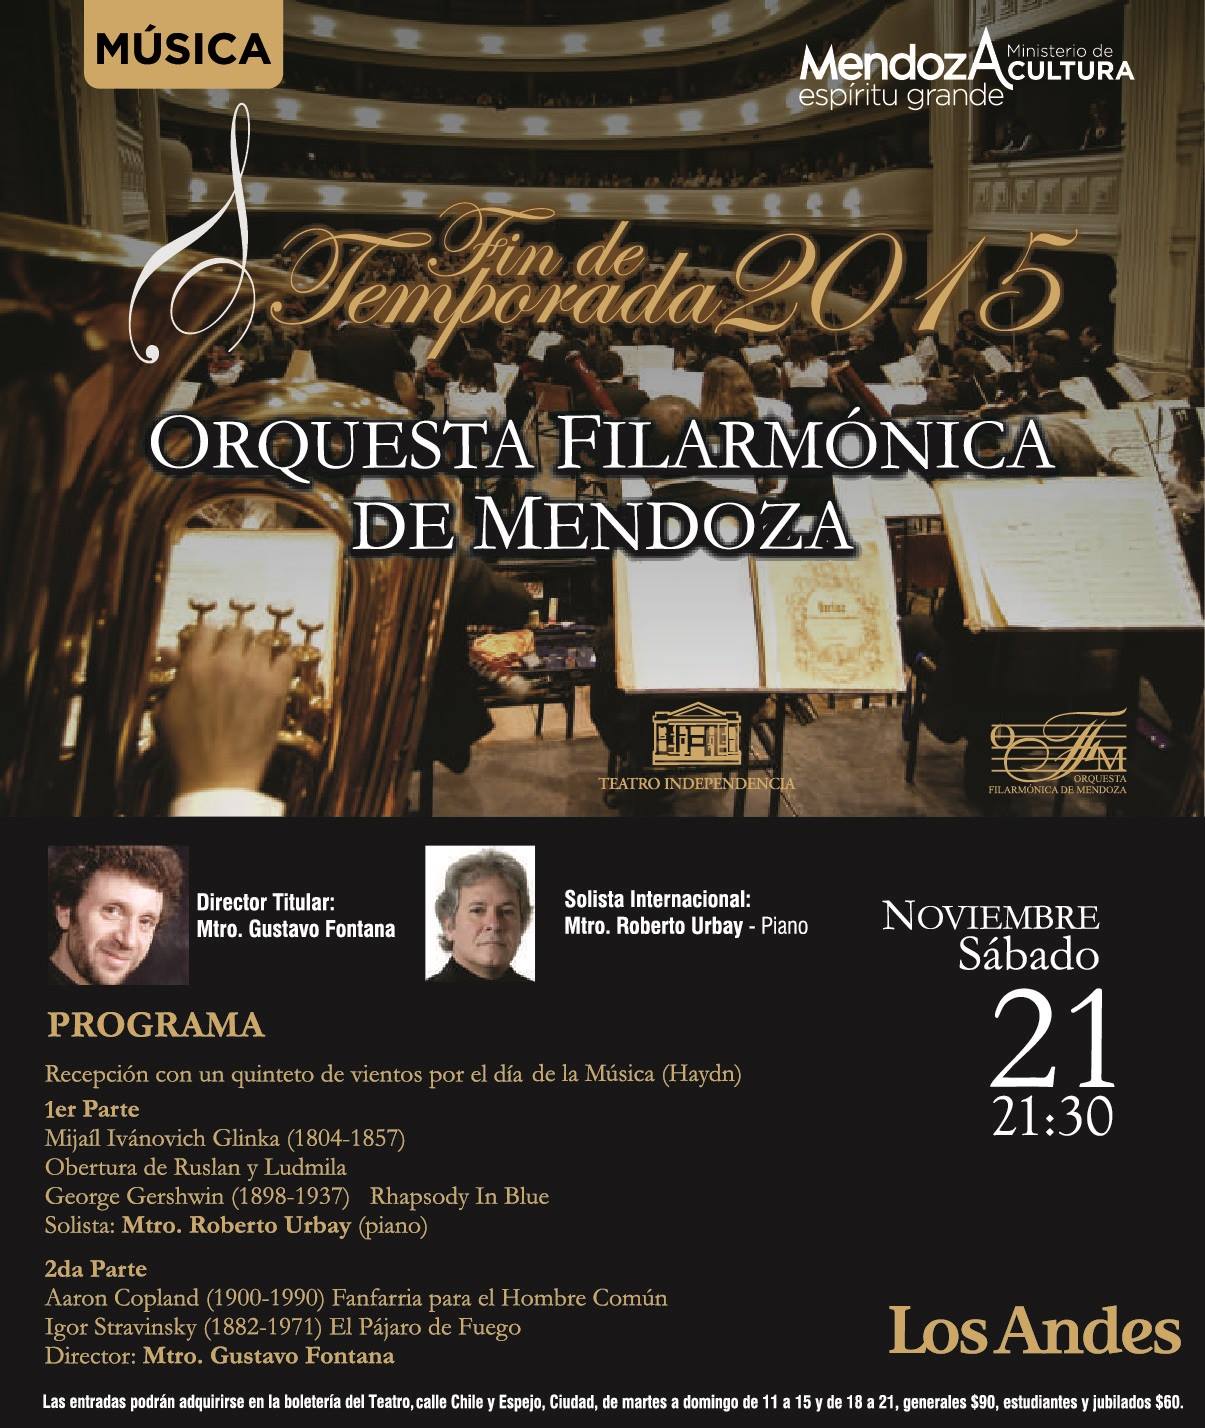 MÚSICA
MendozA
espíritu grande
Ministerio de
CULTURA
Fin de
Temporada 2015
ORQUESTA FILARMÓNICA
DE MENDOZA
TEATRO INDEPENDENCIA
OFM
ORQUESTA
FILARMÓNICA DE MENDOZA
Director Titular:
Mtro. Gustavo Fontana
Solista Internacional:
Mtro. Roberto Urbay - Piano
NOVIEMBRE
Sábado
21
21:30
PROGRAMA
Recepción con un quinteto de vientos por el día de la Música (Haydn)
1er Parte
Mijaíl Ivánovich Glinka (1804-1857)
Obertura de Ruslan y Ludmila
George Gershwin (1898-1937) Rhapsody In Blue
Solista: Mtro. Roberto Urbay (piano)
2da Parte
Aaron Copland (1900-1990) Fanfarria para el Hombre Común
Igor Stravinsky (1882-1971) El Pájaro de Fuego
Director: Mtro. Gustavo Fontana
Los Andes
Las entradas podrán adquirirse en la boletería del Teatro, calle Chile y Espejo, Ciudad, de martes a domingo de 11 a 15 y de 18 a 21, generales $90, estudiantes y jubilados $60.